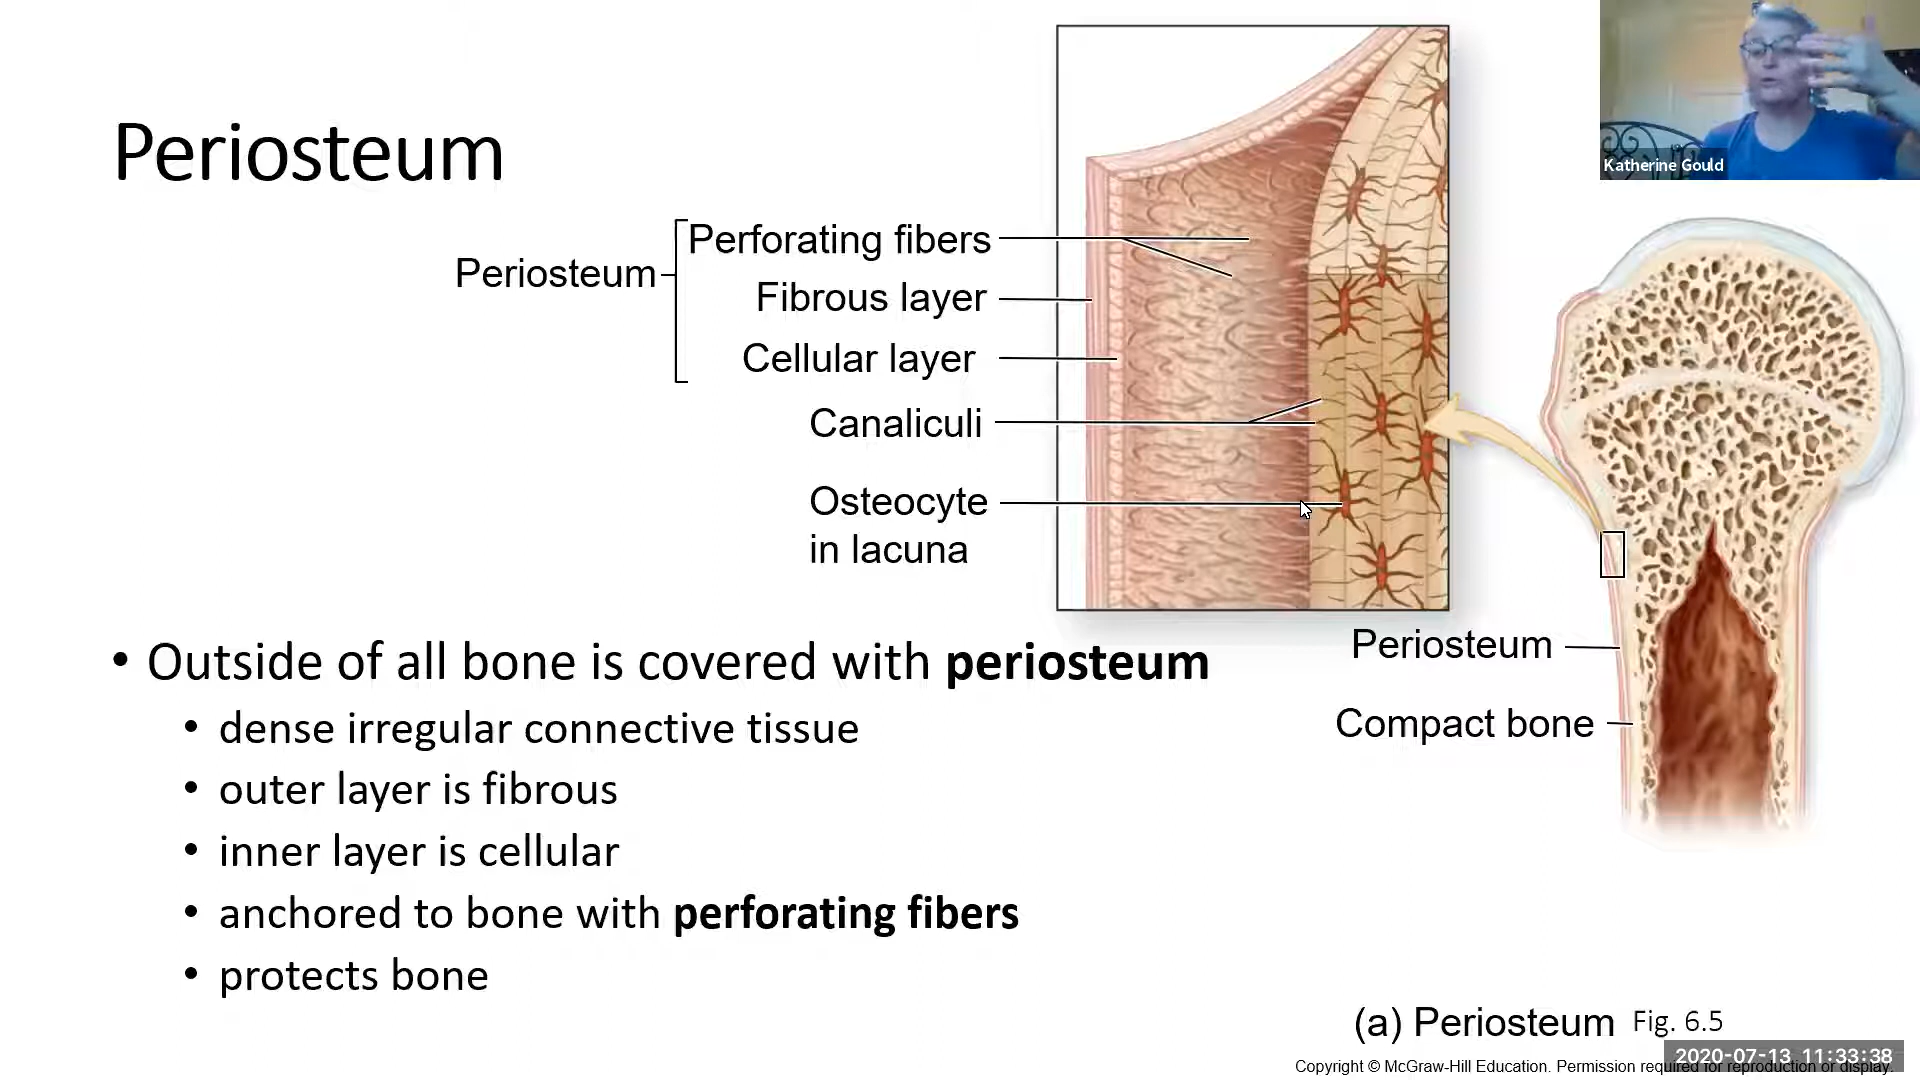 Katherine Gould
Periosteum
Periosteum
Perforating fibers
Fibrous layer
Cellular layer
Canaliculi
Osteocyte
in lacuna
• Outside of all bone is covered with periosteum
• dense irregular connective tissue
• outer layer is fibrous
• inner layer is cellular
• anchored to bone with perforating fibers
• protects bone
Periosteum
Compact bone
(a) Periosteum Fig. 6.5
2020-07-13 11:33:38
Copyright © McGraw-Hill Education. Permission required for reproduction or display.